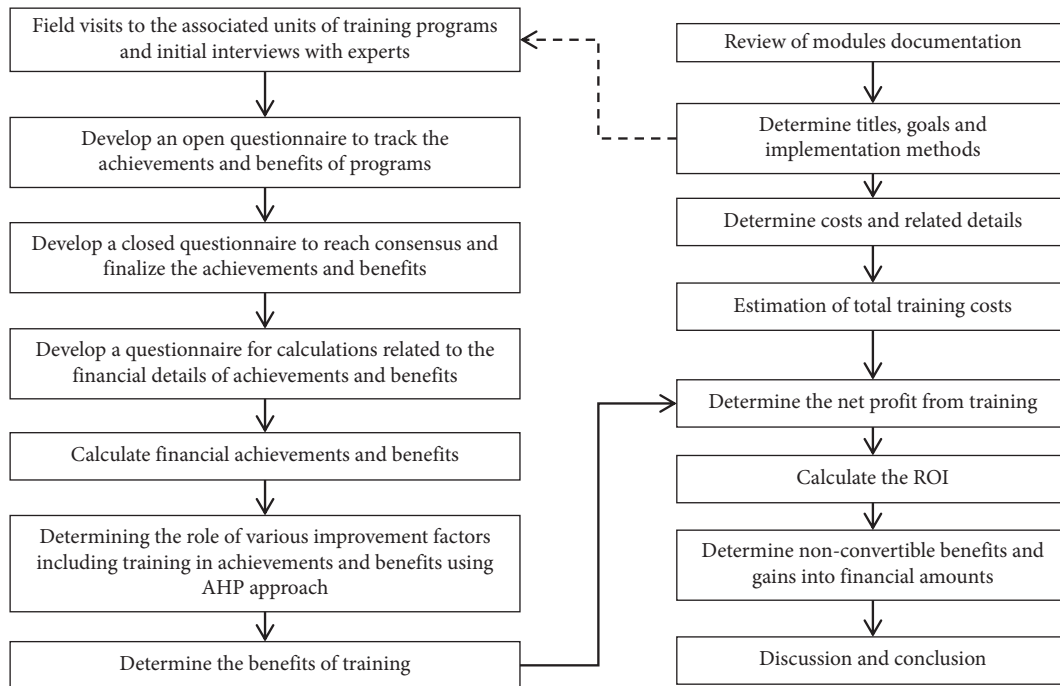 Field visits to the associated units of training programs
and initial interviews with experts
Develop an open questionnaire to track the
achievements and benefits of programs
Develop a closed questionnaire to reach consensus and
finalize the achievements and benefits
Develop a questionnaire for calculations related to the
financial details of achievements and benefits
Calculate financial achievements and benefits
Determining the role of various improvement factors
including training in achievements and benefits using
AHP approach
Determine the benefits of training
Review of modules documentation
Determine titles, goals and
implementation methods
Determine costs and related details
Estimation of total training costs
Determine the net profit from training
Calculate the ROI
Determine non-convertible benefits and
gains into financial amounts
Discussion and conclusion